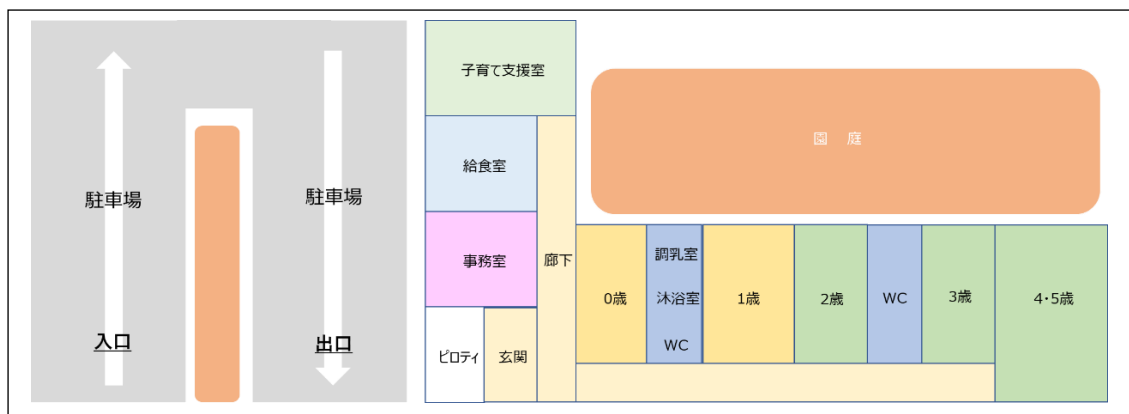 子育て支援室
園　庭
給食室
駐車場
駐車場
事務室
廊下
0歳
調乳室
沐浴室
WC
1歳
2歳
WC
3歳
4・5歳
入口
出口
ピロティ
玄関